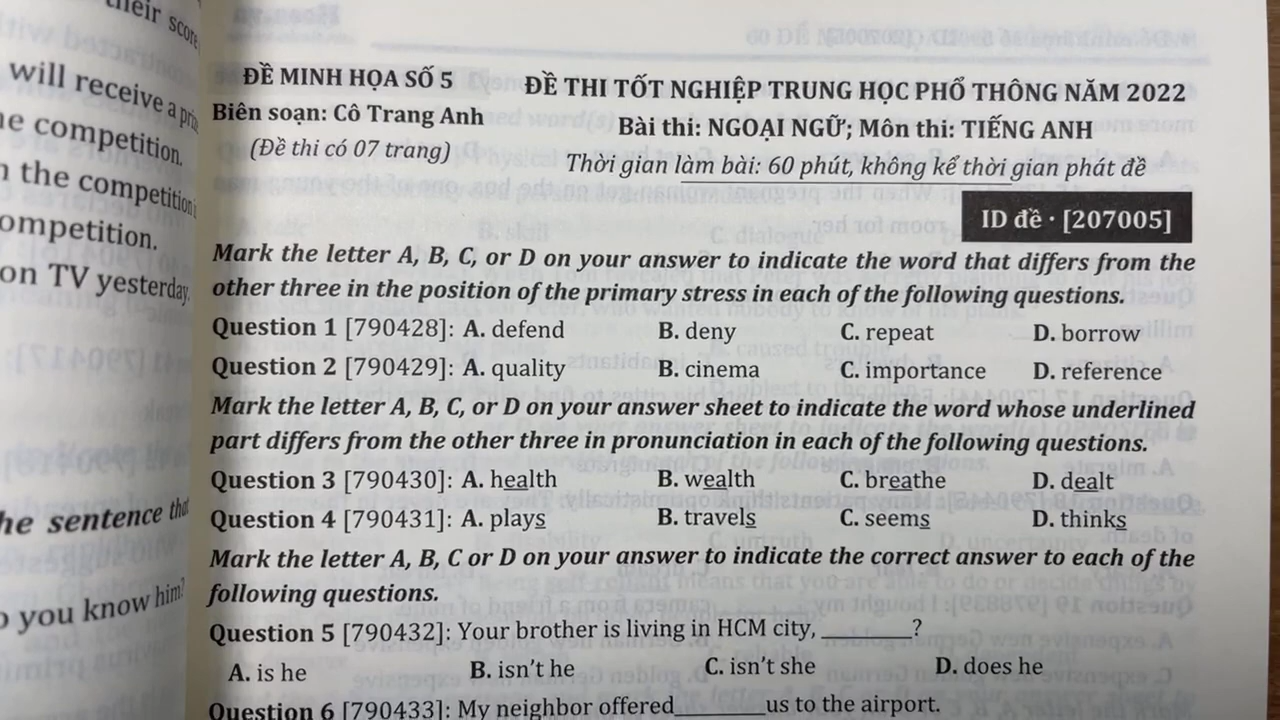 their score
will receive a
e competition.
the competition
ompetition.
on TV yesterday.
he sentence that
you know him?
ĐỀ MINH HỌA SỐ 5
Biên soạn: Cô Trang Anh
(Đề thi có 07 trang)
ĐỀ THI TỐT NGHIỆP TRUNG HỌC PHỔ THÔNG NĂM 2022
Bài thi: NGOẠI NGỮ; Môn thi: TIẾNG ANH
Thời gian làm bài: 60 phút, không kể thời gian phát đề
ID đề · [207005]
Mark the letter A, B, C, or D on your answer to indicate the word that differs from the
other three in the position of the primary stress in each of the following questions.
Question 1 [790428]: A. defend B. deny C. repeat D. borrow
Question 2 [790429]: A. quality B. cinema C. importance D. reference
Mark the letter A, B, C, or D on your answer sheet to indicate the word whose underlined
part differs from the other three in pronunciation in each of the following questions.
Question 3 [790430]: A. health B. wealth C. breathe D. dealt
Question 4 [790431]: A. plays B. travels C. seems D. thinks
Mark the letter A, B, C or D on your answer to indicate the correct answer to each of the
following questions.
Question 5 [790432]: Your brother is living in HCM city, ________?
A. is he B. isn't he C. isn't she D. does he
Question 6 [790433]: My neighbor offered________us to the airport.